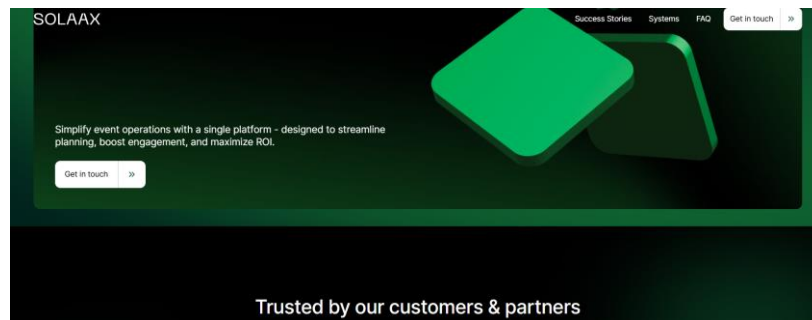 SOLAAX
Success Stories
Systems
FAQ
Get in touch »
Simplify event operations with a single platform - designed to streamline
planning, boost engagement, and maximize ROI.
Get in touch »
Trusted by our customers & partners